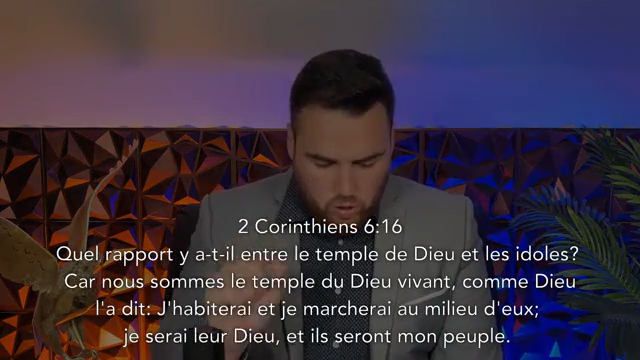 2 Corinthiens 6:16
Quel rapport y a-t-il entre le temple de Dieu et les idoles?
Car nous sommes le temple du Dieu vivant, comme Dieu
l'a dit: J'habiterai et je marcherai au milieu d'eux;
je serai leur Dieu, et ils seront mon peuple.